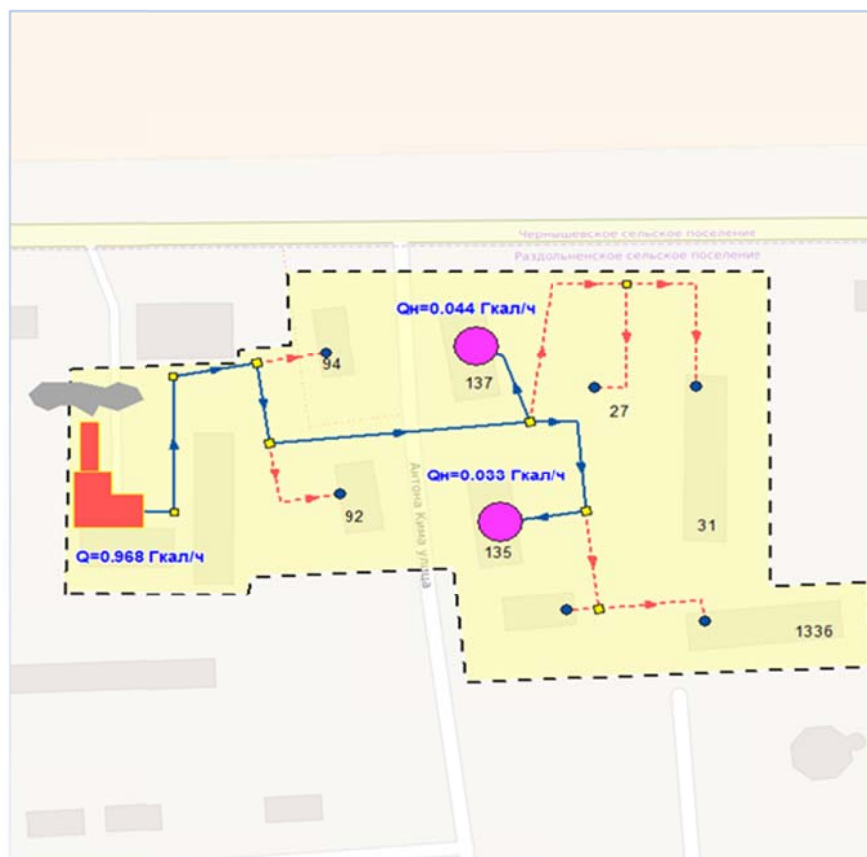 Чернышевское сельское поселение
Раздольненское сельское поселение
Qн=0.044 Гкал/ч
94
137
27
Qн=0.033 Гкал/ч
Антона Кима улица
92
31
135
Q=0.968 Гкал/ч
133б